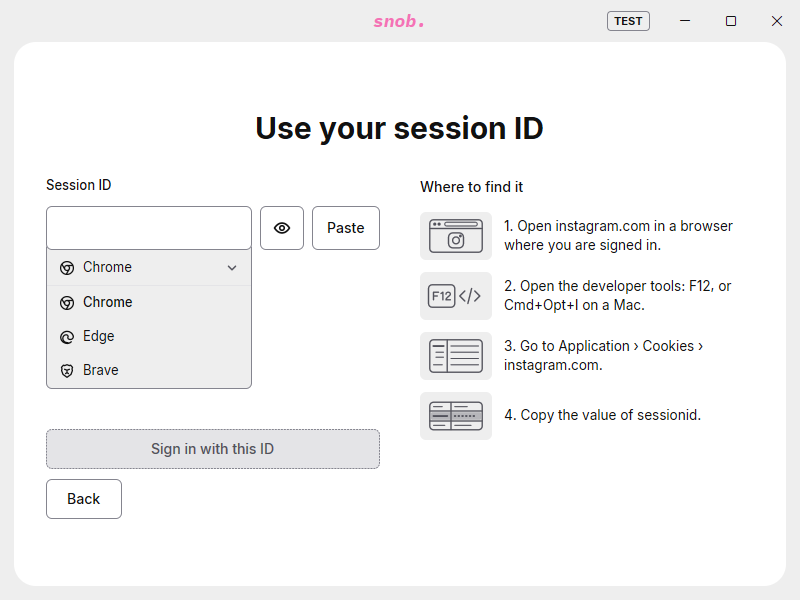 snob.
TEST
Use your session ID
Session ID
Paste
Chrome
Chrome
Edge
Brave
Sign in with this ID
Back
Where to find it
1. Open instagram.com in a browser
where you are signed in.
F12 </>
2. Open the developer tools: F12, or
Cmd+Opt+I on a Mac.
3. Go to Application › Cookies ›
instagram.com.
4. Copy the value of sessionid.